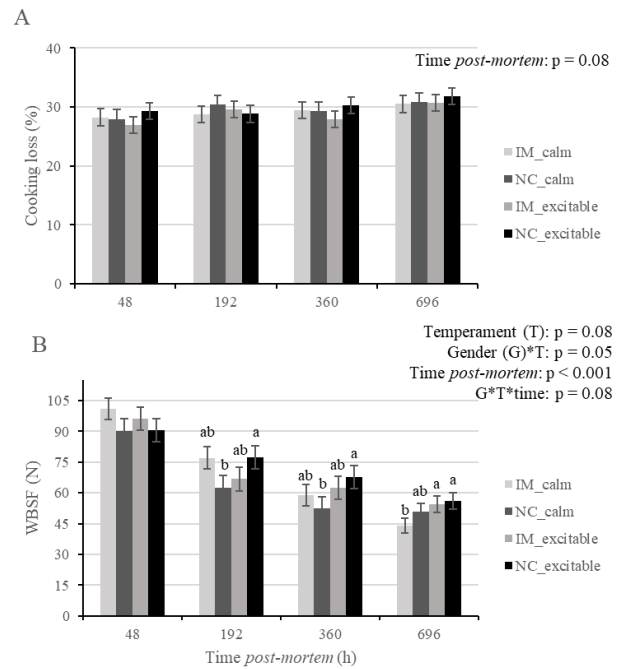 A
Time post-mortem: p = 0.08
40
30
20
10
0
Cooking loss (%)
48 192 360 696
IM_calm
NC_calm
IM_excitable
NC_excitable
B
Temperament (T): p = 0.08
Gender (G)*T: p = 0.05
Time post-mortem: p < 0.001
G*T*time: p = 0.08
105
90
75
60
45
30
15
0
WBSF (N)
ab b ab a
ab b ab a
b ab a a
48 192 360 696
Time post-mortem (h)
IM_calm
NC_calm
IM_excitable
NC_excitable